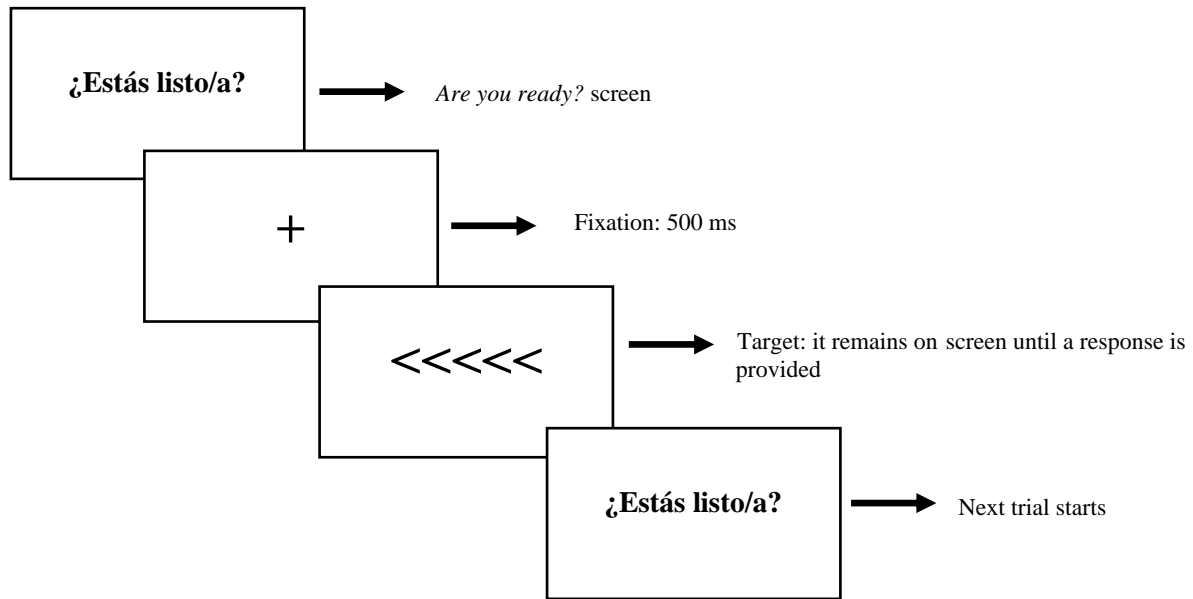 ¿Estás listo/a?
Are you ready? screen
+
Fixation: 500 ms
<<<<<
Target: it remains on screen until a response is
provided
¿Estás listo/a?
Next trial starts